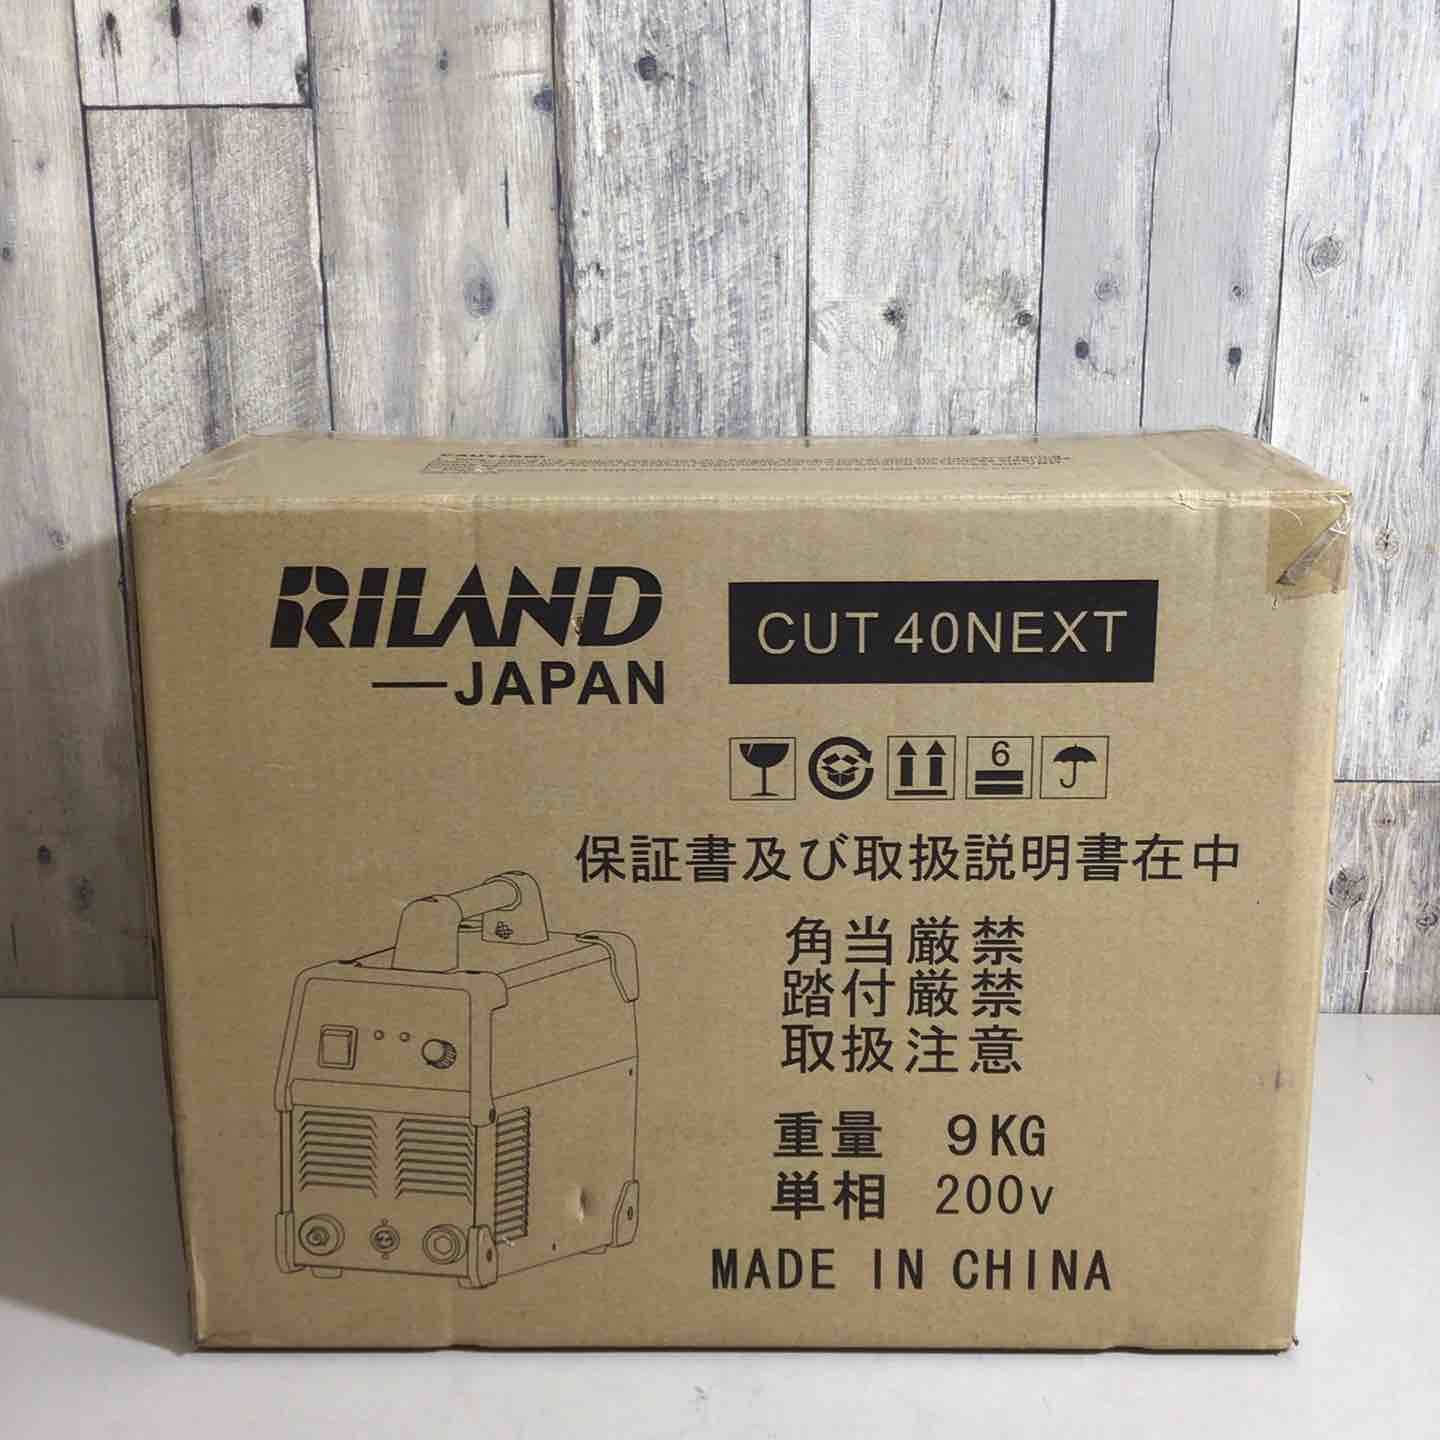 CAUTION:
RILAND
JAPAN
CUT 40NEXT
6
保証書及び取扱説明書在中
角当厳禁
踏付厳禁
取扱注意
重量 9KG
単相 200v
MADE IN CHINA